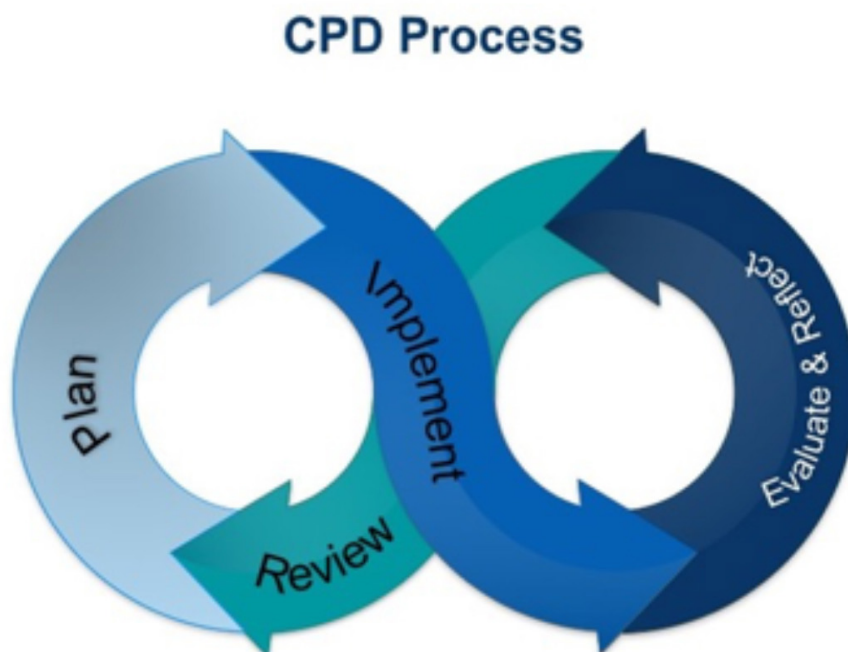 CPD Process
Plan
Implement
Evaluate & Reflect
Review